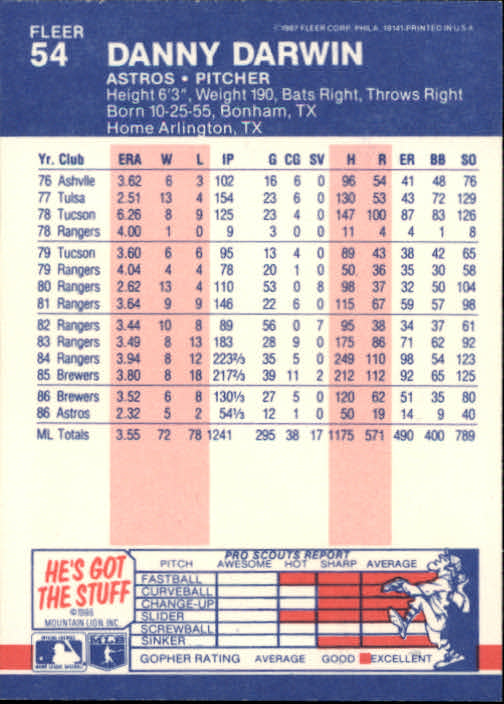 FLEER
54 DANNY DARWIN
©1987 FLEER CORP. PHILA. 19141-PRINTED IN U.S.A.
ASTROS • PITCHER
Height 6'3", Weight 190, Bats Right, Throws Right
Born 10-25-55, Bonham, TX
Home Arlington, TX
Yr. Club ERA W L IP G CG SV H R ER BB SO
76 Ashvlle 3.62 6 3 102 16 6 0 96 54 41 48 76
77 Tulsa 2.51 13 4 154 23 6 0 130 53 43 72 129
78 Tucson 6.26 8 9 125 23 4 0 147 100 87 83 126
78 Rangers 4.00 1 0 9 3 0 0 11 4 4 1 8
79 Tucson 3.60 6 6 95 13 4 0 89 43 38 42 65
79 Rangers 4.04 4 4 78 20 1 0 50 36 35 30 58
80 Rangers 2.62 13 4 110 53 0 8 98 37 32 50 104
81 Rangers 3.64 9 9 146 22 6 0 115 67 59 57 98
82 Rangers 3.44 10 8 89 56 0 7 95 38 34 37 61
83 Rangers 3.49 8 13 183 28 9 0 175 86 71 62 92
84 Rangers 3.94 8 12 223⅔ 35 5 0 249 110 98 54 123
85 Brewers 3.80 8 18 217⅔ 39 11 2 212 112 92 65 125
86 Brewers 3.52 6 8 130⅓ 27 5 0 120 62 51 35 80
86 Astros 2.32 5 2 54⅓ 12 1 0 50 19 14 9 40
ML Totals 3.55 72 78 1241 295 38 17 1175 571 490 400 789
HE'S GOT
THE STUFF
©1986
MOUNTAIN LION, INC.
PRO SCOUTS REPORT
PITCH AWESOME HOT SHARP AVERAGE
FASTBALL
CURVEBALL
CHANGE-UP
SLIDER
SCREWBALL
SINKER
GOPHER RATING AVERAGE GOOD EXCELLENT
MLB